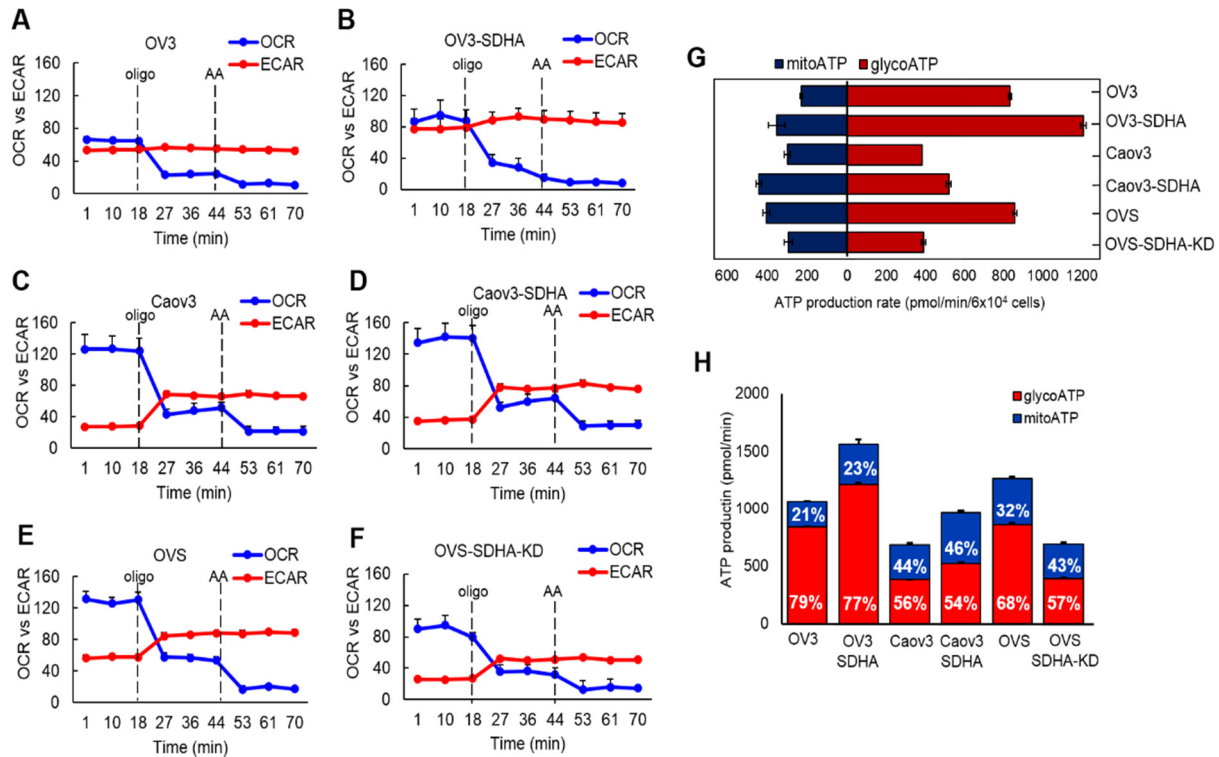 A
OV3
OCR
ECAR
oligo
AA
OCR vs ECAR
160
120
80
40
0
1 10 18 27 36 44 53 61 70
Time (min)
B
OV3-SDHA
OCR
ECAR
oligo
AA
OCR vs ECAR
160
120
80
40
0
1 10 18 27 36 44 53 61 70
Time (min)
C
Caov3
OCR
ECAR
oligo
AA
OCR vs ECAR
160
120
80
40
0
1 10 18 27 36 44 53 61 70
Time (min)
D
Caov3-SDHA
OCR
ECAR
oligo
AA
OCR vs ECAR
160
120
80
40
0
1 10 18 27 36 44 53 61 70
Time (min)
E
OVS
OCR
ECAR
oligo
AA
OCR vs ECAR
160
120
80
40
0
1 10 18 27 36 44 53 61 70
Time (min)
F
OVS-SDHA-KD
OCR
ECAR
oligo
AA
OCR vs ECAR
160
120
80
40
0
1 10 18 27 36 44 53 61 70
Time (min)
G
mitoATP glycoATP
OV3
OV3-SDHA
Caov3
Caov3-SDHA
OVS
OVS-SDHA-KD
600 400 200 0 200 400 600 800 1000 1200
ATP production rate (pmol/min/6x10⁴ cells)
H
glycoATP
mitoATP
ATP productin (pmol/min)
2000
1500
1000
500
0
21% 23% 44% 46% 32% 43%
79% 77% 56% 54% 68% 57%
OV3 OV3 Caov3 Caov3 OVS OVS
SDHA SDHA SDHA-KD